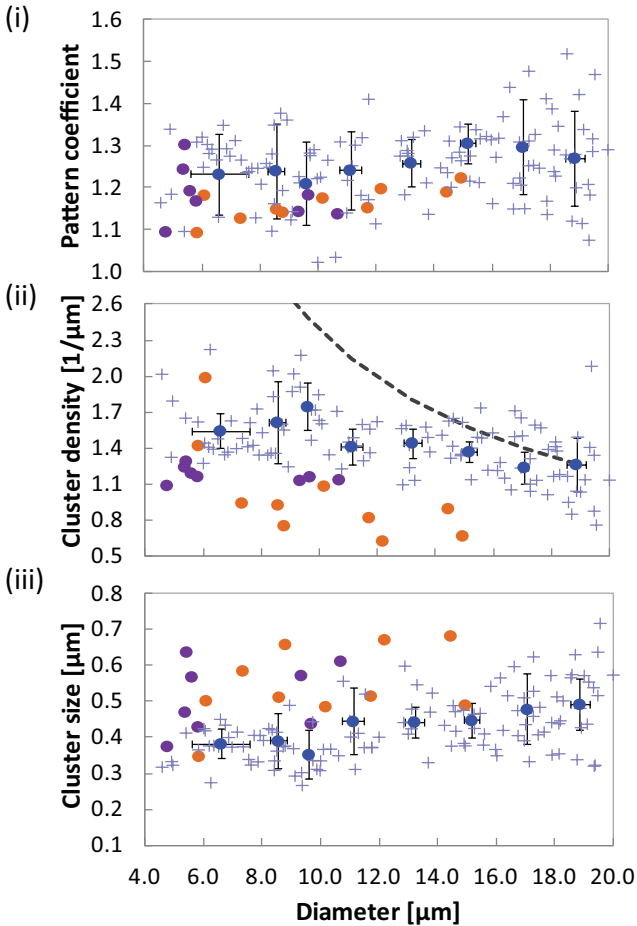 (i)
Pattern coefficient
1.6
1.5
1.4
1.3
1.2
1.1
1.0
(ii)
Cluster density [1/µm]
2.6
2.3
2.0
1.7
1.4
1.1
0.8
0.5
(iii)
Cluster size [µm]
0.8
0.7
0.6
0.5
0.4
0.3
0.2
0.1
4.0 6.0 8.0 10.0 12.0 14.0 16.0 18.0 20.0
Diameter [µm]